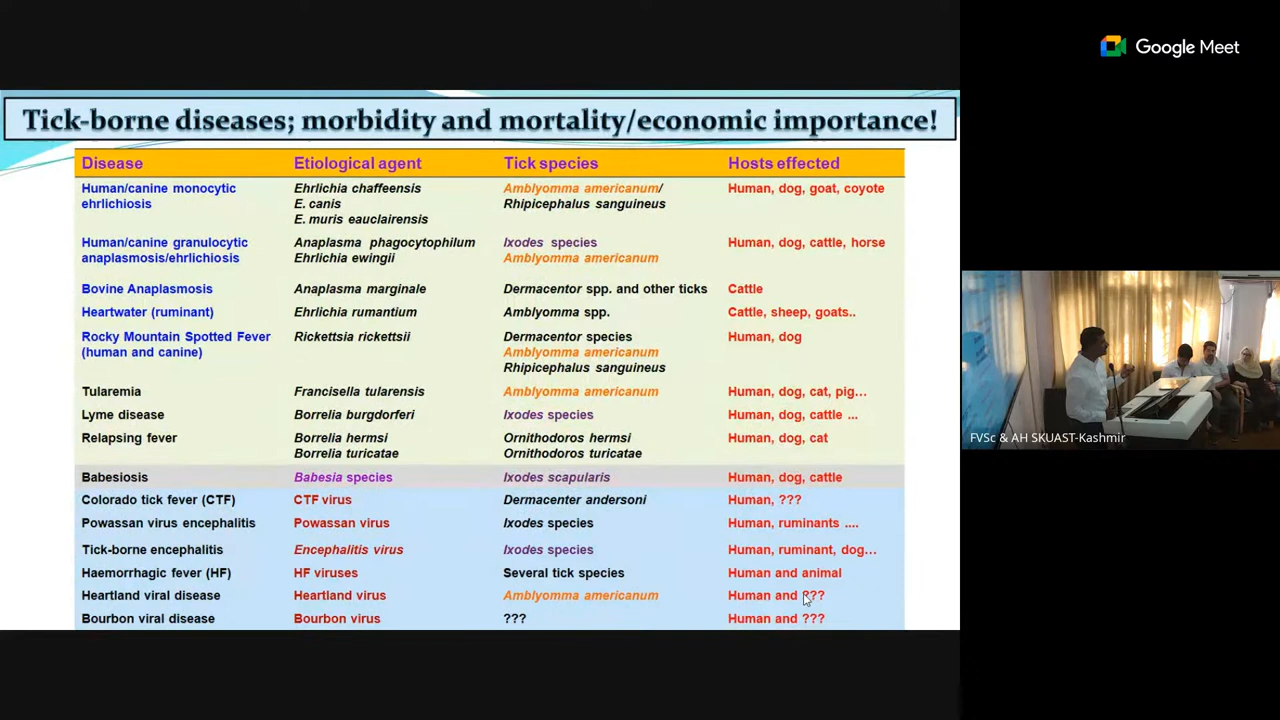 Google Meet
Tick-borne diseases; morbidity and mortality/economic importance!
Disease Etiological agent Tick species Hosts effected
Human/canine monocytic Ehrlichia chaffeensis Amblyomma americanum/ Human, dog, goat, coyote
ehrlichiosis E. canis Rhipicephalus sanguineus
E. muris eauclairensis
Human/canine granulocytic Anaplasma phagocytophilum Ixodes species Human, dog, cattle, horse
anaplasmosis/ehrlichiosis Ehrlichia ewingii Amblyomma americanum
Bovine Anaplasmosis Anaplasma marginale Dermacentor spp. and other ticks Cattle
Heartwater (ruminant) Ehrlichia rumantium Amblyomma spp. Cattle, sheep, goats..
Rocky Mountain Spotted Fever Rickettsia rickettsii Dermacentor species Human, dog
(human and canine) Amblyomma americanum
Rhipicephalus sanguineus
Tularemia Francisella tularensis Amblyomma americanum Human, dog, cat, pig…
Lyme disease Borrelia burgdorferi Ixodes species Human, dog, cattle ...
Relapsing fever Borrelia hermsi Ornithodoros hermsi Human, dog, cat
Borrelia turicatae Ornithodoros turicatae
Babesiosis Babesia species Ixodes scapularis Human, dog, cattle
Colorado tick fever (CTF) CTF virus Dermacenter andersoni Human, ???
Powassan virus encephalitis Powassan virus Ixodes species Human, ruminants ....
Tick-borne encephalitis Encephalitis virus Ixodes species Human, ruminant, dog…
Haemorrhagic fever (HF) HF viruses Several tick species Human and animal
Heartland viral disease Heartland virus Amblyomma americanum Human and ???
Bourbon viral disease Bourbon virus ??? Human and ???
FVSc & AH SKUAST-Kashmir